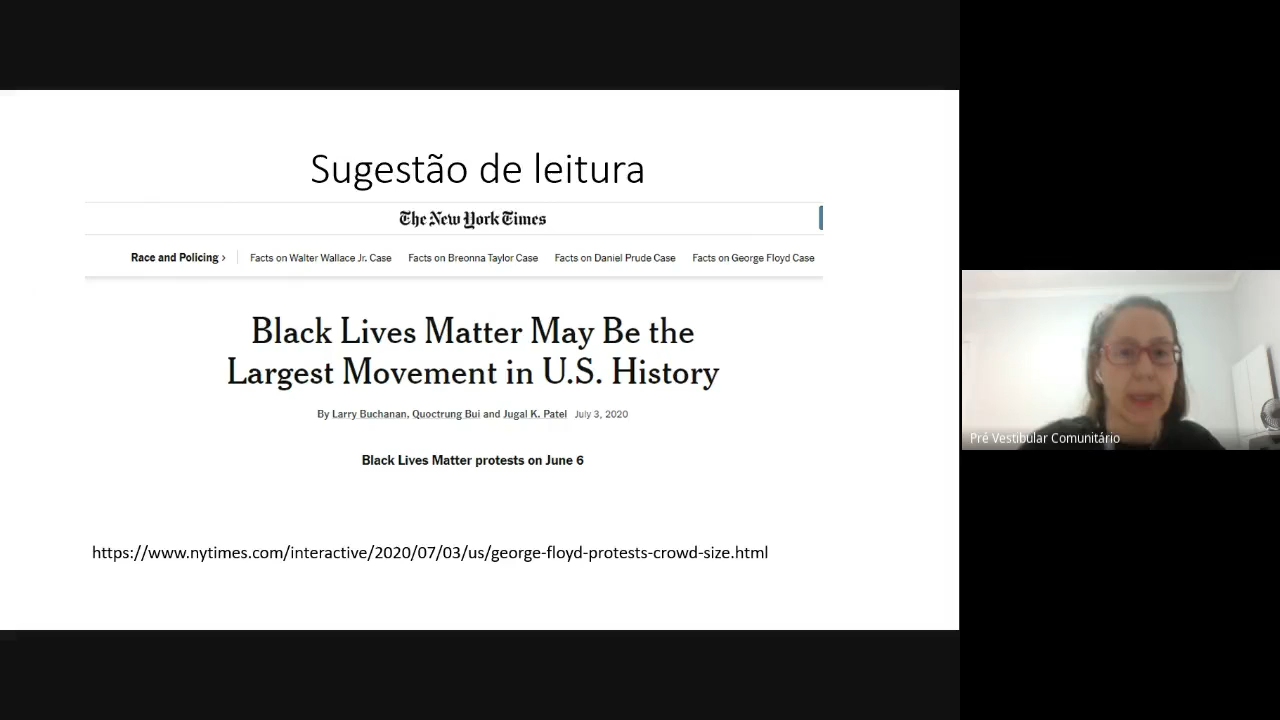 Sugestão de leitura
The New York Times
Race and Policing › Facts on Walter Wallace Jr. Case Facts on Breonna Taylor Case Facts on Daniel Prude Case Facts on George Floyd Case
Black Lives Matter May Be the
Largest Movement in U.S. History
By Larry Buchanan, Quoctrung Bui and Jugal K. Patel July 3, 2020
Black Lives Matter protests on June 6
https://www.nytimes.com/interactive/2020/07/03/us/george-floyd-protests-crowd-size.html
Pré Vestibular Comunitário